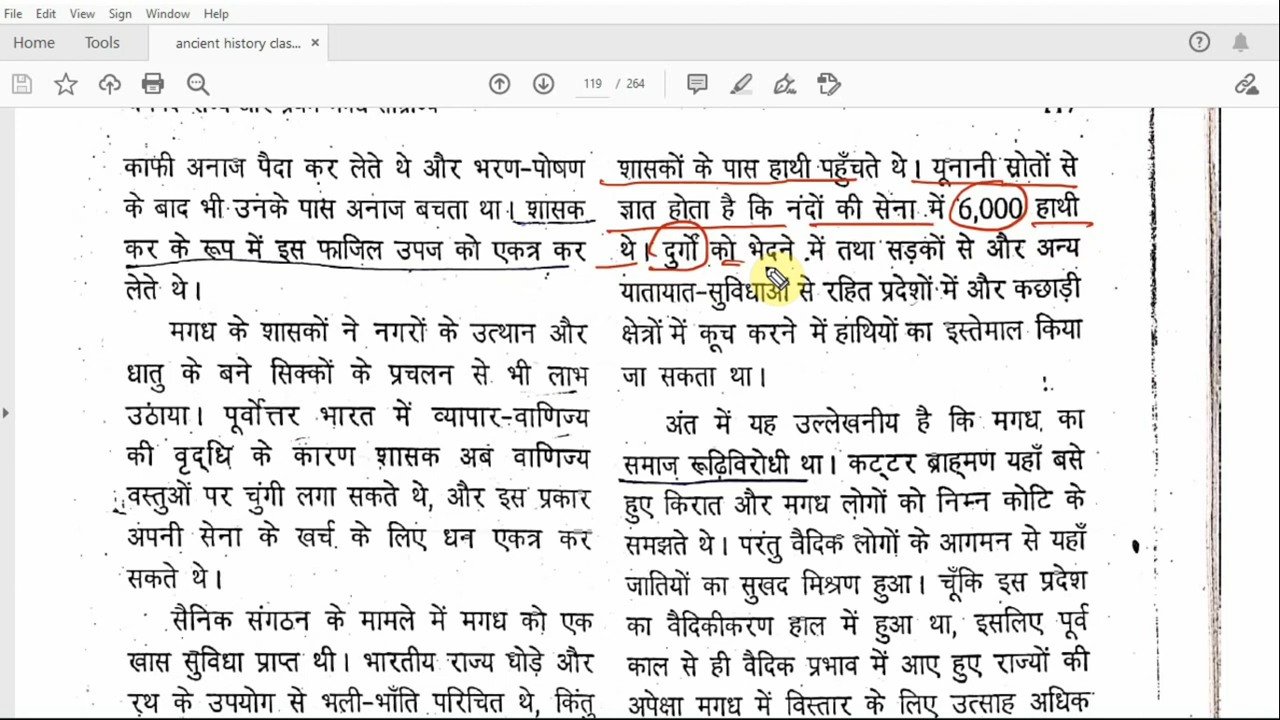 File Edit View Sign Window Help
Home Tools ancient history clas... ×
119 / 264
काफी अनाज पैदा कर लेते थे और भरण-पोषण
के बाद भी उनके पास अनाज बचता था। शासक
कर के रूप में इस फाजिल उपज को एकत्र कर
लेते थे।
मगध के शासकों ने नगरों के उत्थान और
धातु के बने सिक्कों के प्रचलन से भी लाभ
उठाया। पूर्वोत्तर भारत में व्यापार-वाणिज्य
की वृद्धि के कारण शासक अब वाणिज्य
वस्तुओं पर चुंगी लगा सकते थे, और इस प्रकार
अपनी सेना के खर्च के लिए धन एकत्र कर
सकते थे।
सैनिक संगठन के मामले में मगध को एक
खास सुविधा प्राप्त थी। भारतीय राज्य घोड़े और
रथ के उपयोग से भली-भाँति परिचित थे, किंतु
शासकों के पास हाथी पहुँचते थे। यूनानी स्रोतों से
ज्ञात होता है कि नंदों की सेना में 6,000 हाथी
थे। दुर्गों को भेदने में तथा सड़कों से और अन्य
यातायात-सुविधाओं से रहित प्रदेशों में और कछाड़ी
क्षेत्रों में कूच करने में हाथियों का इस्तेमाल किया
जा सकता था।
अंत में यह उल्लेखनीय है कि मगध का
समाज रूढ़िविरोधी था। कट्टर ब्राह्मण यहाँ बसे
हुए किरात और मगध लोगों को निम्न कोटि के
समझते थे। परंतु वैदिक लोगों के आगमन से यहाँ
जातियों का सुखद मिश्रण हुआ। चूँकि इस प्रदेश
का वैदिकीकरण हाल में हुआ था, इसलिए पूर्व
काल से ही वैदिक प्रभाव में आए हुए राज्यों की
अपेक्षा मगध में विस्तार के लिए उत्साह अधिक